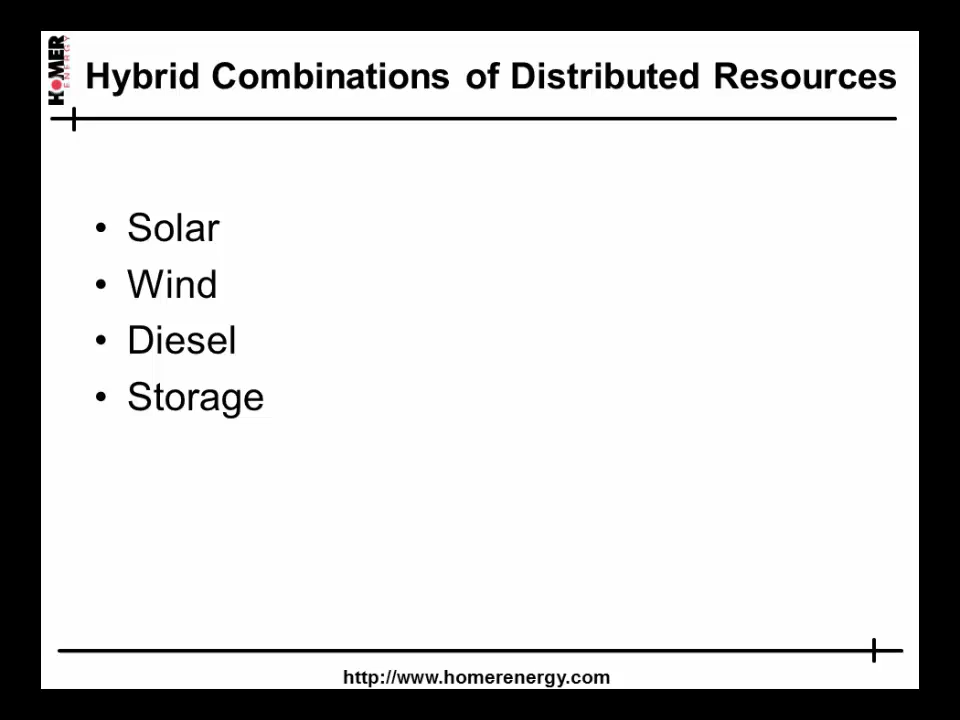 HOMER
ENERGY
Hybrid Combinations of Distributed Resources
• Solar
• Wind
• Diesel
• Storage
http://www.homerenergy.com